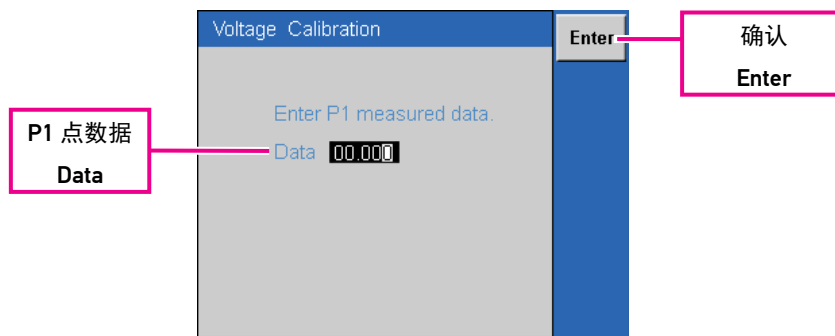 Voltage Calibration
Enter
确认
Enter
Enter P1 measured data.
P1 点数据
Data
Data 00.000